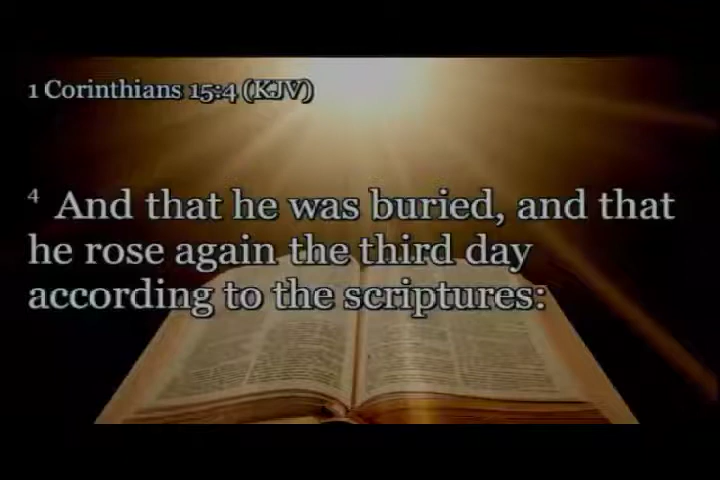 1 Corinthians 15:4 (KJV)
4 And that he was buried, and that
he rose again the third day
according to the scriptures: